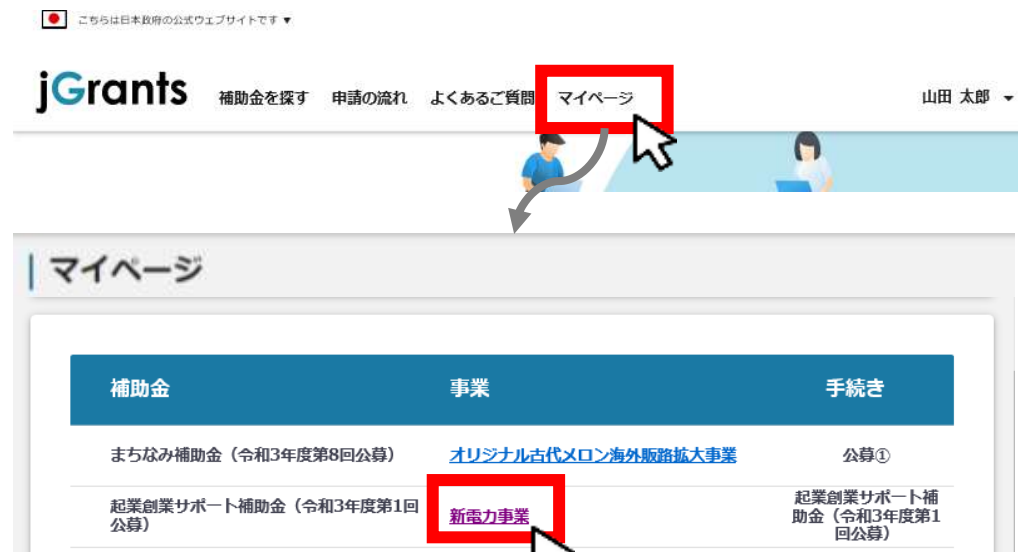 こちらは日本政府の公式ウェブサイトです ▼
jGrants 補助金を探す 申請の流れ よくあるご質問 マイページ 山田 太郎
マイページ
補助金 事業 手続き
まちなみ補助金（令和3年度第8回公募） オリジナル古代メロン海外販路拡大事業 公募①
起業創業サポート補助金（令和3年度第1回
公募）
新電力事業
起業創業サポート補
助金（令和3年度第1
回公募）